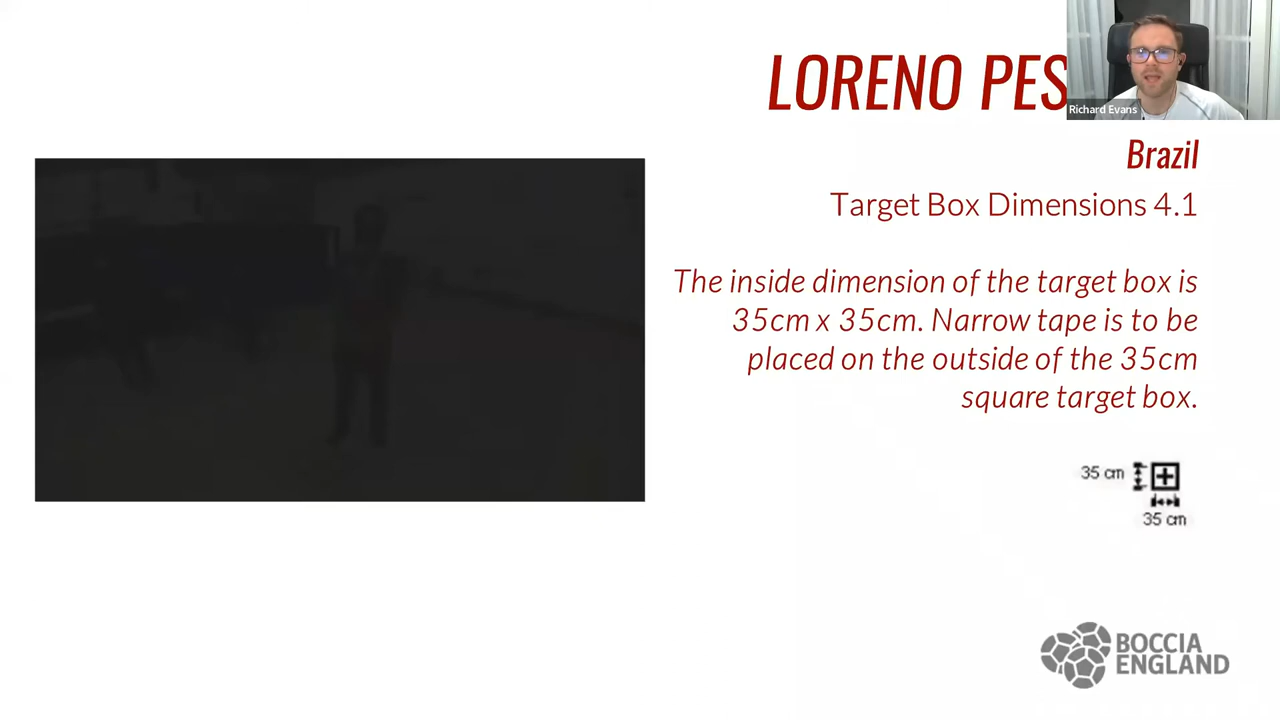 LORENO PES
Richard Evans
Brazil
Target Box Dimensions 4.1
The inside dimension of the target box is
35cm x 35cm. Narrow tape is to be
placed on the outside of the 35cm
square target box.
35 cm
35 cm
BOCCIA
ENGLAND